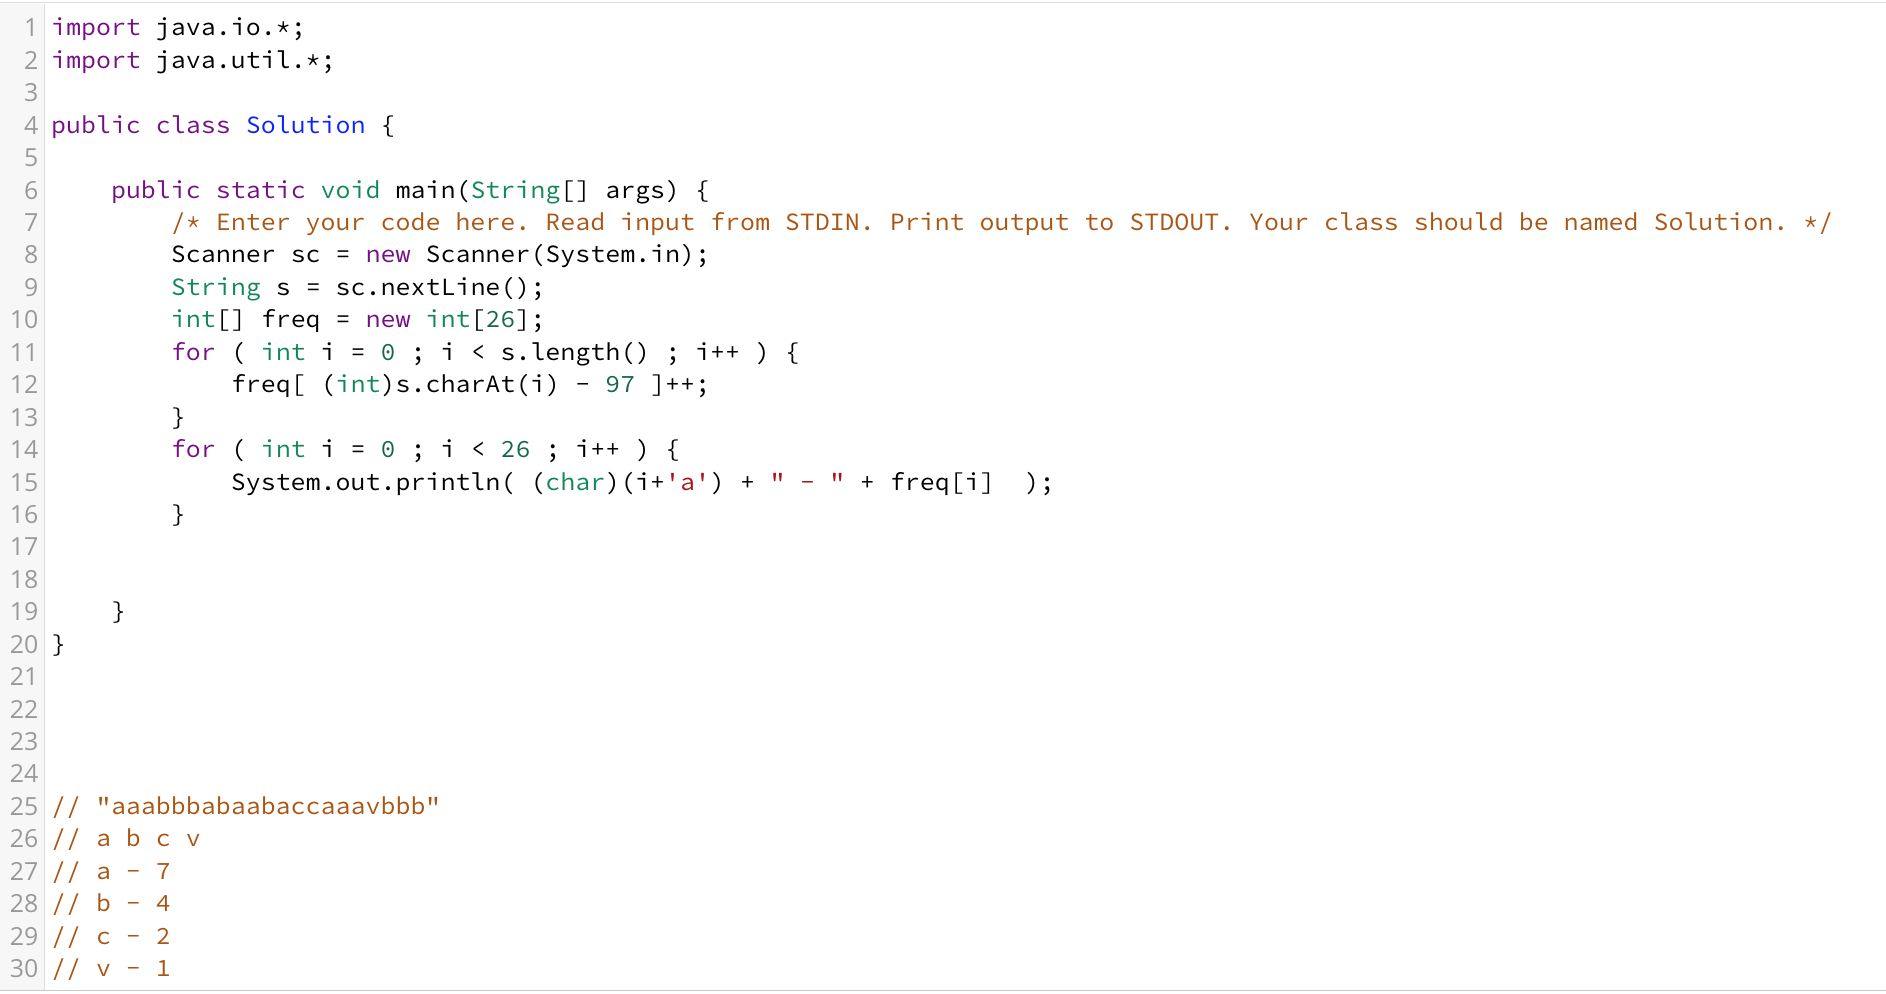 1 import java.io.*;
2 import java.util.*;
3
4 public class Solution {
5
6     public static void main(String[] args) {
7         /* Enter your code here. Read input from STDIN. Print output to STDOUT. Your class should be named Solution. */
8         Scanner sc = new Scanner(System.in);
9         String s = sc.nextLine();
10         int[] freq = new int[26];
11         for ( int i = 0 ; i < s.length() ; i++ ) {
12             freq[ (int)s.charAt(i) - 97 ]++;
13         }
14         for ( int i = 0 ; i < 26 ; i++ ) {
15             System.out.println( (char)(i+'a') + " - " + freq[i]  );
16         }
17
18
19     }
20 }
21
22
23
24
25 // "aaabbbabaabaccaaavbbb"
26 // a b c v
27 // a - 7
28 // b - 4
29 // c - 2
30 // v - 1